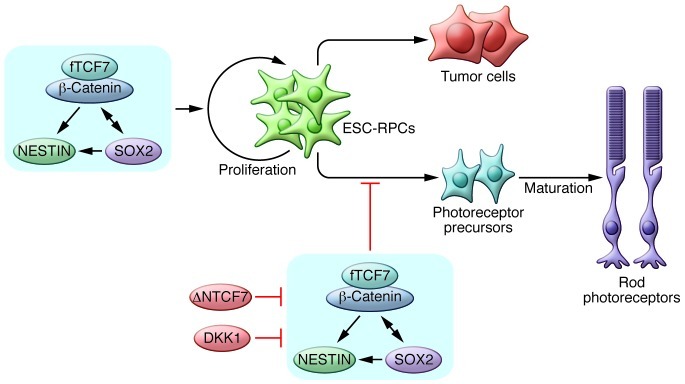 fTCF7
β-Catenin
NESTIN
SOX2
Proliferation
ESC-RPCs
Tumor cells
Photoreceptor
precursors
Maturation
Rod
photoreceptors
ΔNTCF7
DKK1
fTCF7
β-Catenin
NESTIN
SOX2